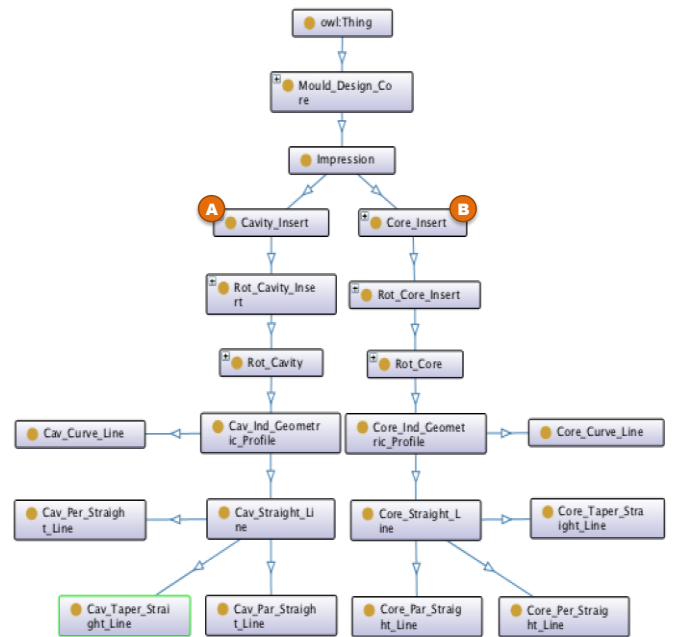 owl:Thing
Mould_Design_Co
re
Impression
A
Cavity_Insert
Core_Insert
B
Rot_Cavity_Inse
rt
Rot_Core_Insert
Rot_Cavity
Rot_Core
Cav_Curve_Line
Cav_Ind_Geometr
ic_Profile
Core_Ind_Geomet
ric_Profile
Core_Curve_Line
Cav_Per_Straigh
t_Line
Cav_Straight_Li
ne
Core_Straight_L
ine
Core_Taper_Stra
ight_Line
Cav_Taper_Strai
ght_Line
Cav_Par_Straigh
t_Line
Core_Par_Straig
ht_Line
Core_Per_Straig
ht_Line